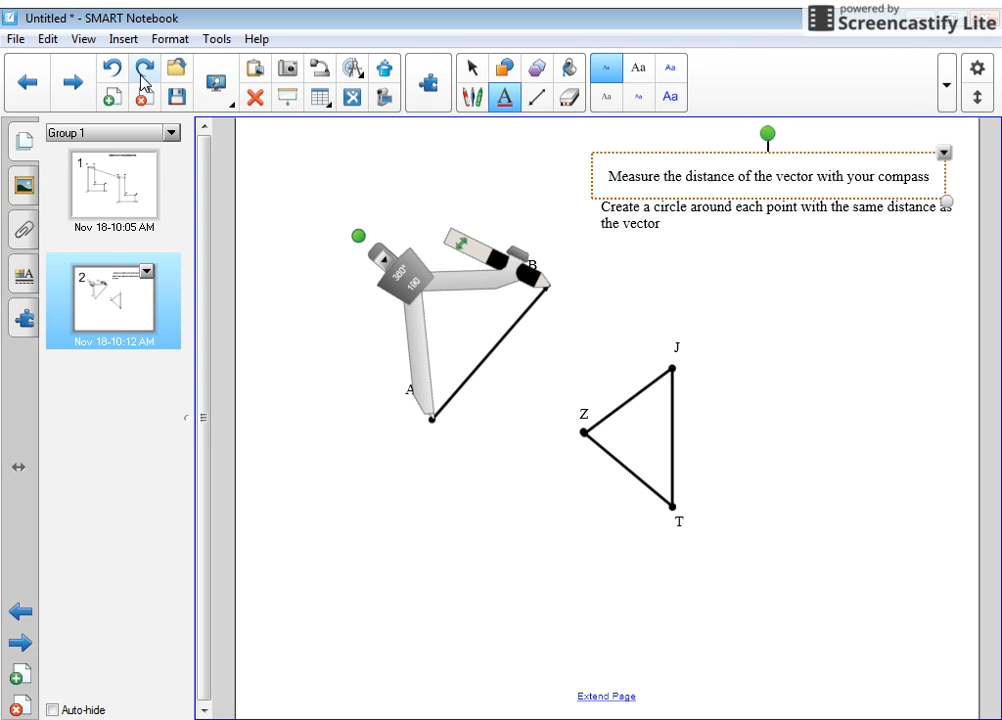 Untitled * - SMART Notebook
powered by
Screencastify Lite
File Edit View Insert Format Tools Help
A
Aa Aa Aa
Aa Aa Aa
Group 1
1
Nov 18-10:05 AM
2
Nov 18-10:12 AM
Measure the distance of the vector with your compass
Create a circle around each point with the same distance as
the vector
300°
190
B
A
J
Z
T
Extend Page
Auto-hide